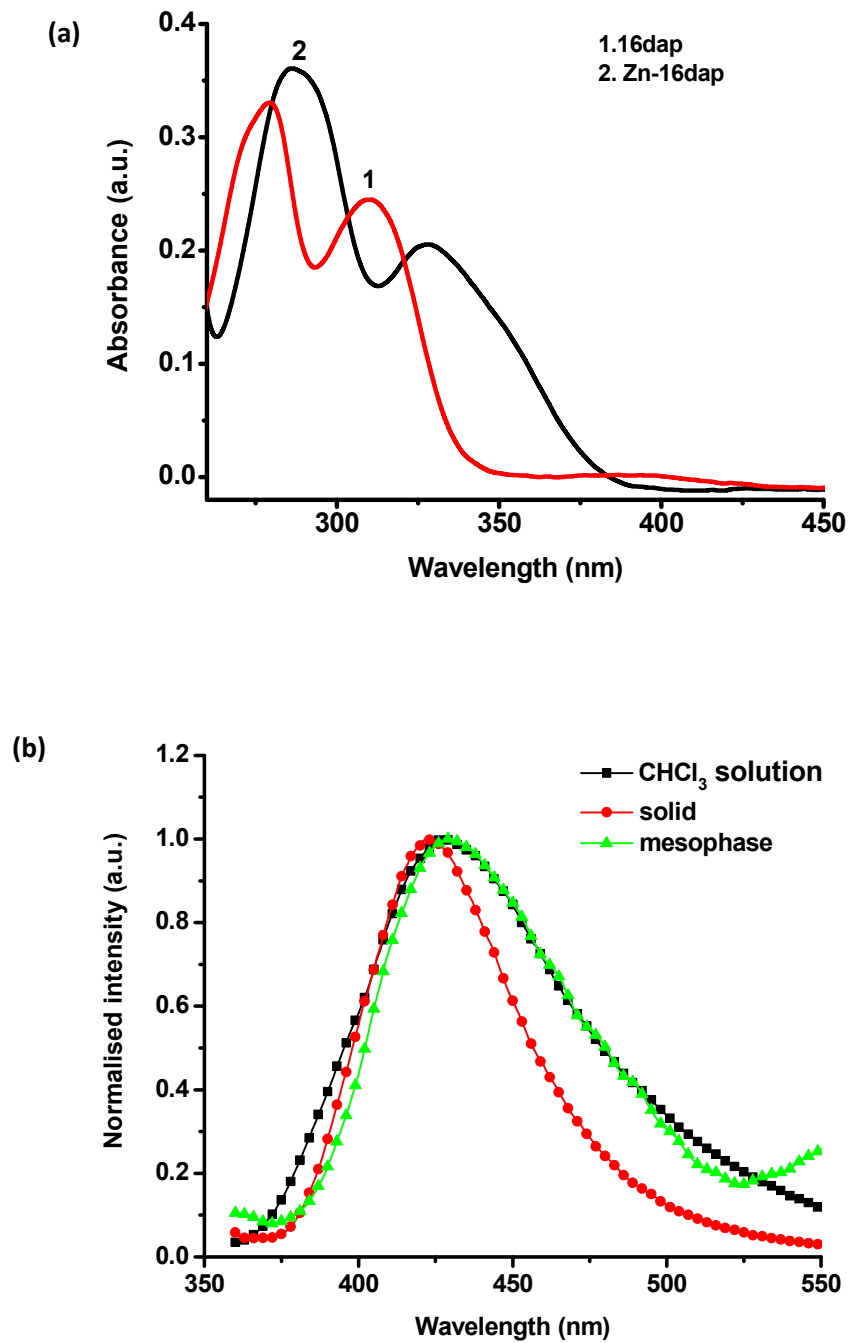 (a)
0.4
0.3
0.2
0.1
0.0
Absorbance (a.u.)
2
1
1.16dap
2. Zn-16dap
300
350
400
450
Wavelength (nm)
(b)
1.2
1.0
0.8
0.6
0.4
0.2
0.0
Normalised intensity (a.u.)
CHCl₃ solution
solid
mesophase
350
400
450
500
550
Wavelength (nm)